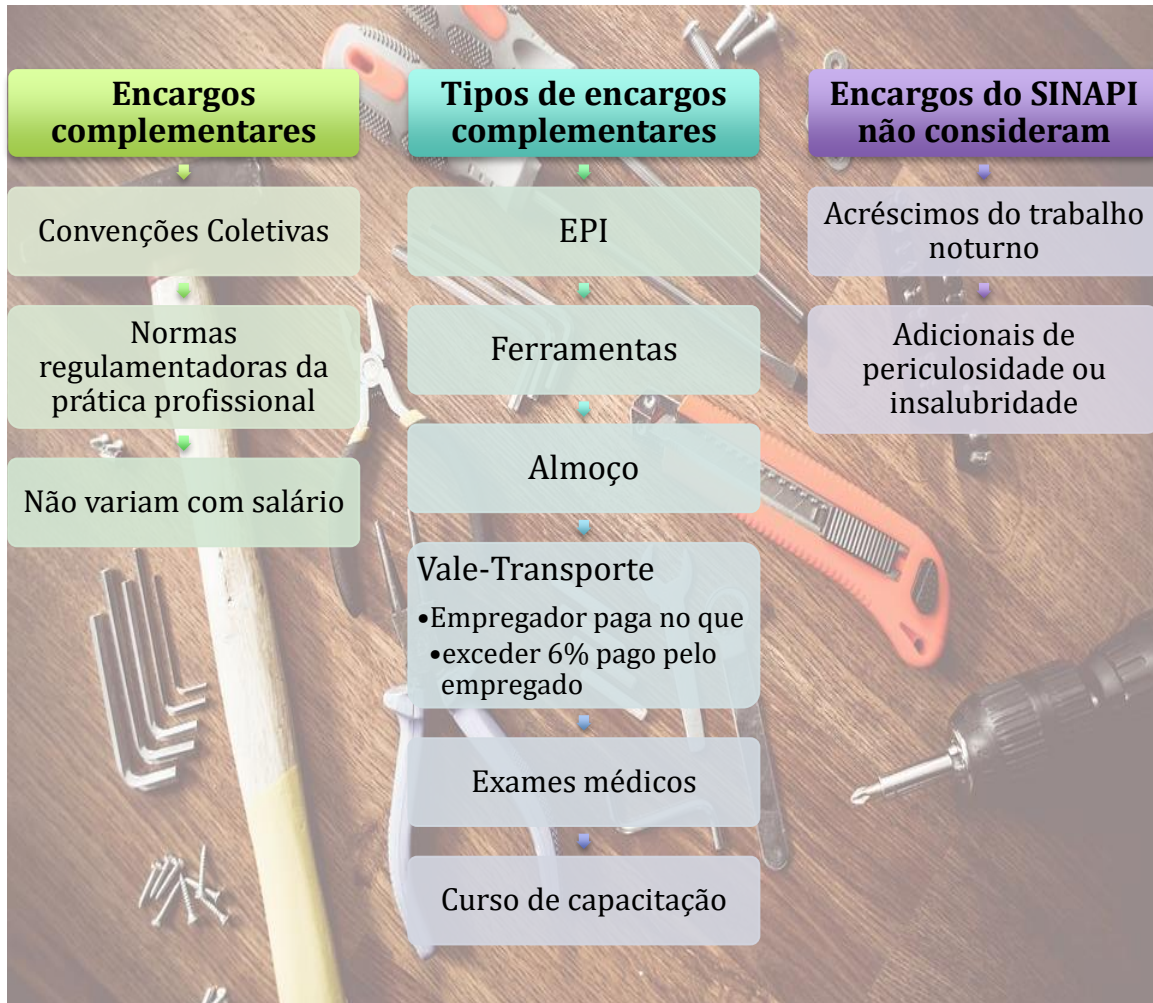 Encargos
complementares
Convenções Coletivas
Normas
regulamentadoras da
prática profissional
Não variam com salário
Tipos de encargos
complementares
EPI
Ferramentas
Almoço
Vale-Transporte
•Empregador paga no que
•exceder 6% pago pelo
empregado
Exames médicos
Curso de capacitação
Encargos do SINAPI
não consideram
Acréscimos do trabalho
noturno
Adicionais de
periculosidade ou
insalubridade